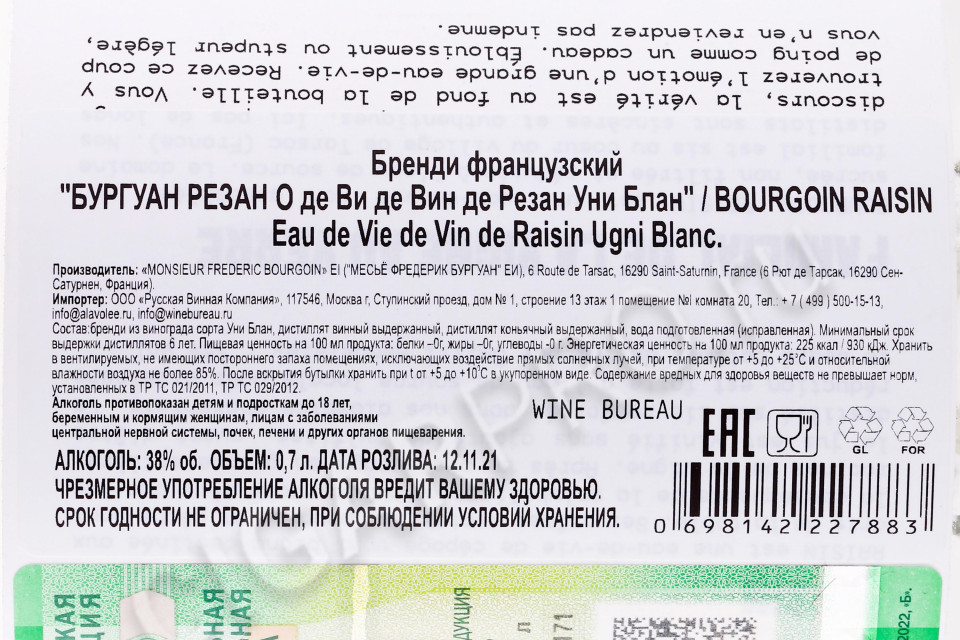 discours, la vérité est au fond de la bouteille. Vous y
trouverez l'émotion d'une grande eau-de-vie. Recevez ce coup
de poing comme un cadeau. Éblouissement ou stupeur légère,
vous n'en reviendrez pas indemne.
Бренди французский
"БУРГУАН РЕЗАН О де Ви де Вин де Резан Уни Блан" / BOURGOIN RAISIN
Eau de Vie de Vin de Raisin Ugni Blanc.
Производитель: «MONSIEUR FREDERIC BOURGOIN» EI ("МЕСЬЁ ФРЕДЕРИК БУРГУАН" ЕИ), 6 Route de Tarsac, 16290 Saint-Saturnin, France (6 Рют де Тарсак, 16290 Сен-
Сатурнен, Франция).
Импортер: ООО «Русская Винная Компания», 117546, Москва г, Ступинский проезд, дом № 1, строение 13 этаж 1 помещение №I комната 20, Тел.: + 7 ( 499 ) 500-15-13,
info@alavolee.ru, info@winebureau.ru
Состав:бренди из винограда сорта Уни Блан, дистиллят винный выдержанный, дистиллят коньячный выдержанный, вода подготовленная (исправленная). Минимальный срок
выдержки дистиллятов 6 лет. Пищевая ценность на 100 мл продукта: белки –0г, жиры –0г, углеводы -0 г. Энергетическая ценность на 100 мл продукта: 225 ккал / 930 кДж. Хранить
в вентилируемых, не имеющих постороннего запаха помещениях, исключающих воздействие прямых солнечных лучей, при температуре от +5 до +25°С и относительной
влажности воздуха не более 85%. После вскрытия бутылки хранить при t от +5 до +10°С в укупоренном виде. Содержание вредных для здоровья веществ не превышает норм,
установленных в ТР ТС 021/2011, ТР ТС 029/2012.
Алкоголь противопоказан детям и подросткам до 18 лет,
беременным и кормящим женщинам, лицам с заболеваниями
центральной нервной системы, почек, печени и других органов пищеварения.
WINE BUREAU
EAC
GL
FOR
АЛКОГОЛЬ: 38% об. ОБЪЕМ: 0,7 л. ДАТА РОЗЛИВА: 12.11.21
ЧРЕЗМЕРНОЕ УПОТРЕБЛЕНИЕ АЛКОГОЛЯ ВРЕДИТ ВАШЕМУ ЗДОРОВЬЮ.
СРОК ГОДНОСТИ НЕ ОГРАНИЧЕН, ПРИ СОБЛЮДЕНИИ УСЛОВИЙ ХРАНЕНИЯ.
0 698142 227883
171
2022, «Б».